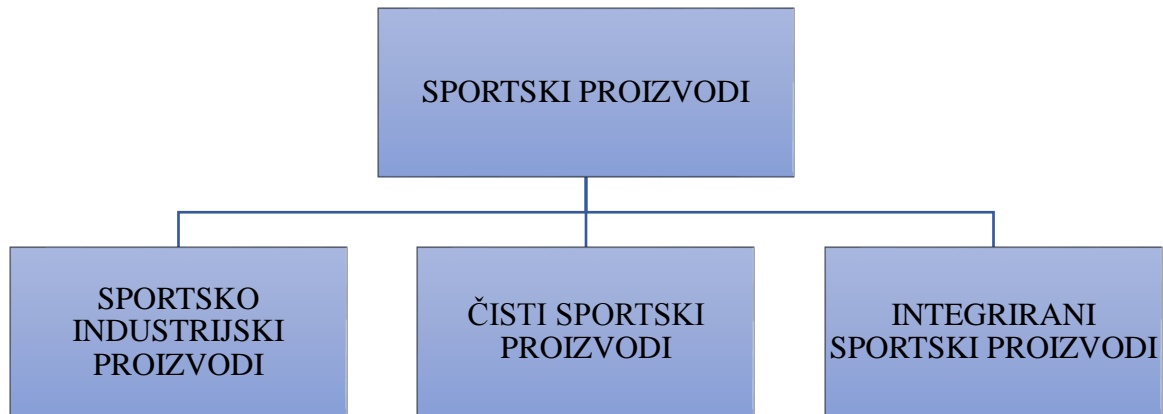 SPORTSKI PROIZVODI
SPORTSKO
INDUSTRIJSKI
PROIZVODI
ČISTI SPORTSKI
PROIZVODI
INTEGRIRANI
SPORTSKI PROIZVODI